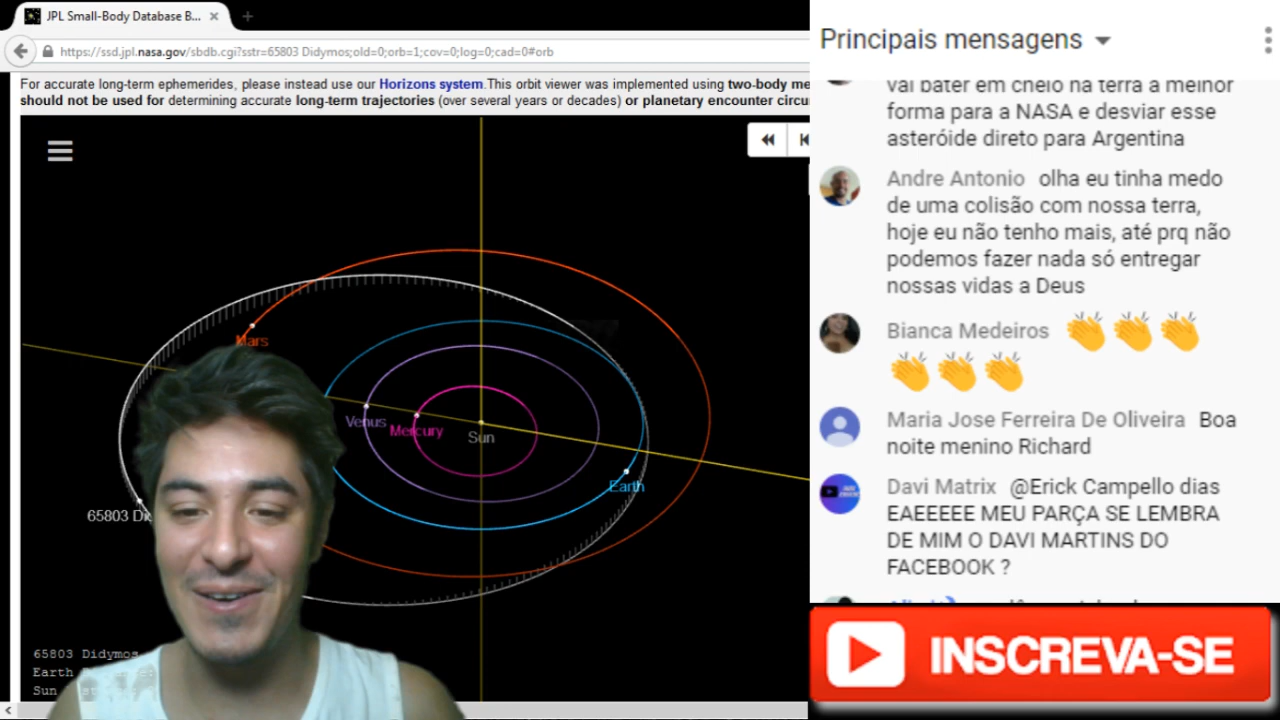 JPL Small-Body Database B...
https://ssd.jpl.nasa.gov/sbdb.cgi?sstr=65803 Didymos;old=0;orb=1;cov=0;log=0;cad=0#orb
For accurate long-term ephemerides, please instead use our Horizons system.This orbit viewer was implemented using two-body me
should not be used for determining accurate long-term trajectories (over several years or decades) or planetary encounter circu
Mars
Venus
Mercury
Sun
Earth
65803 Di
65803 Didymos
Earth
Sun
Principais mensagens
vai bater em cheio na terra a melhor
forma para a NASA e desviar esse
asteróide direto para Argentina
Andre Antonio olha eu tinha medo
de uma colisão com nossa terra,
hoje eu não tenho mais, até prq não
podemos fazer nada só entregar
nossas vidas a Deus
Bianca Medeiros 👏👏👏
👏👏👏
Maria Jose Ferreira De Oliveira Boa
noite menino Richard
Davi Matrix @Erick Campello dias
EAEEEEE MEU PARÇA SE LEMBRA
DE MIM O DAVI MARTINS DO
FACEBOOK ?
INSCREVA-SE